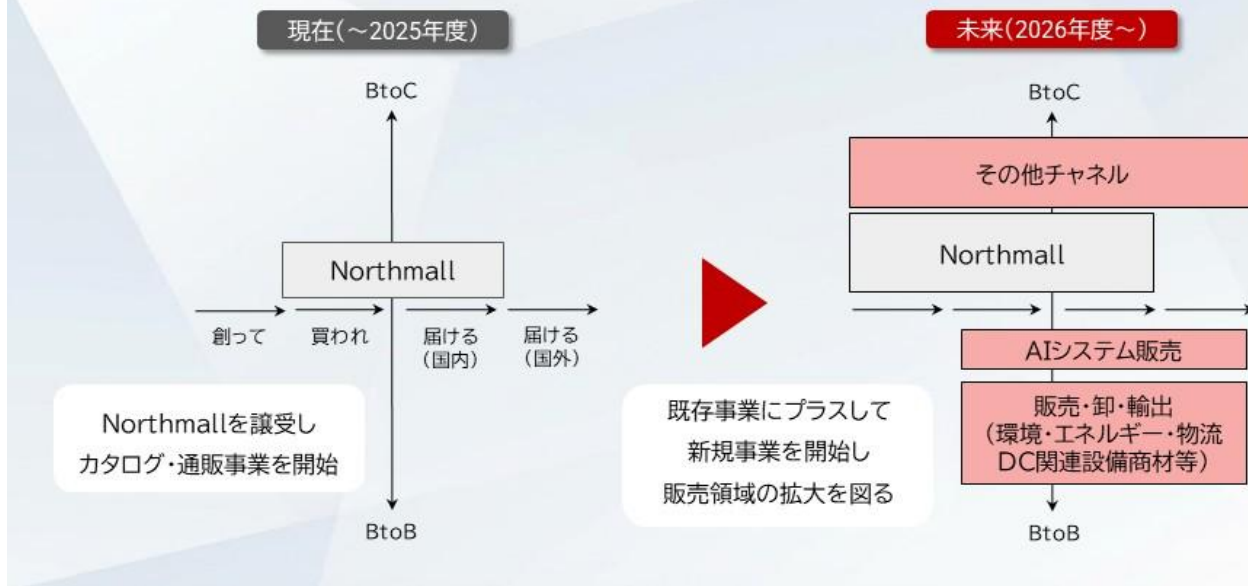 現在(～2025年度)
BtoC
Northmall
創って
買われ
届ける
(国内)
届ける
(国外)
Northmallを譲受し
カタログ・通販事業を開始
BtoB
未来(2026年度～)
BtoC
その他チャネル
Northmall
AIシステム販売
販売・卸・輸出
(環境・エネルギー・物流
DC関連設備商材等)
既存事業にプラスして
新規事業を開始し
販売領域の拡大を図る
BtoB